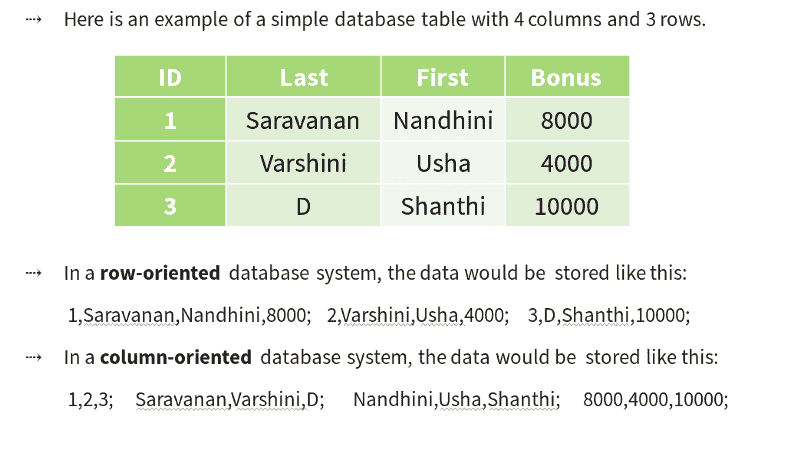 ⤑ Here is an example of a simple database table with 4 columns and 3 rows.
ID Last First Bonus
1 Saravanan Nandhini 8000
2 Varshini Usha 4000
3 D Shanthi 10000
⤑ In a row-oriented database system, the data would be stored like this:
1,Saravanan,Nandhini,8000; 2,Varshini,Usha,4000; 3,D,Shanthi,10000;
⤑ In a column-oriented database system, the data would be stored like this:
1,2,3; Saravanan,Varshini,D; Nandhini,Usha,Shanthi; 8000,4000,10000;